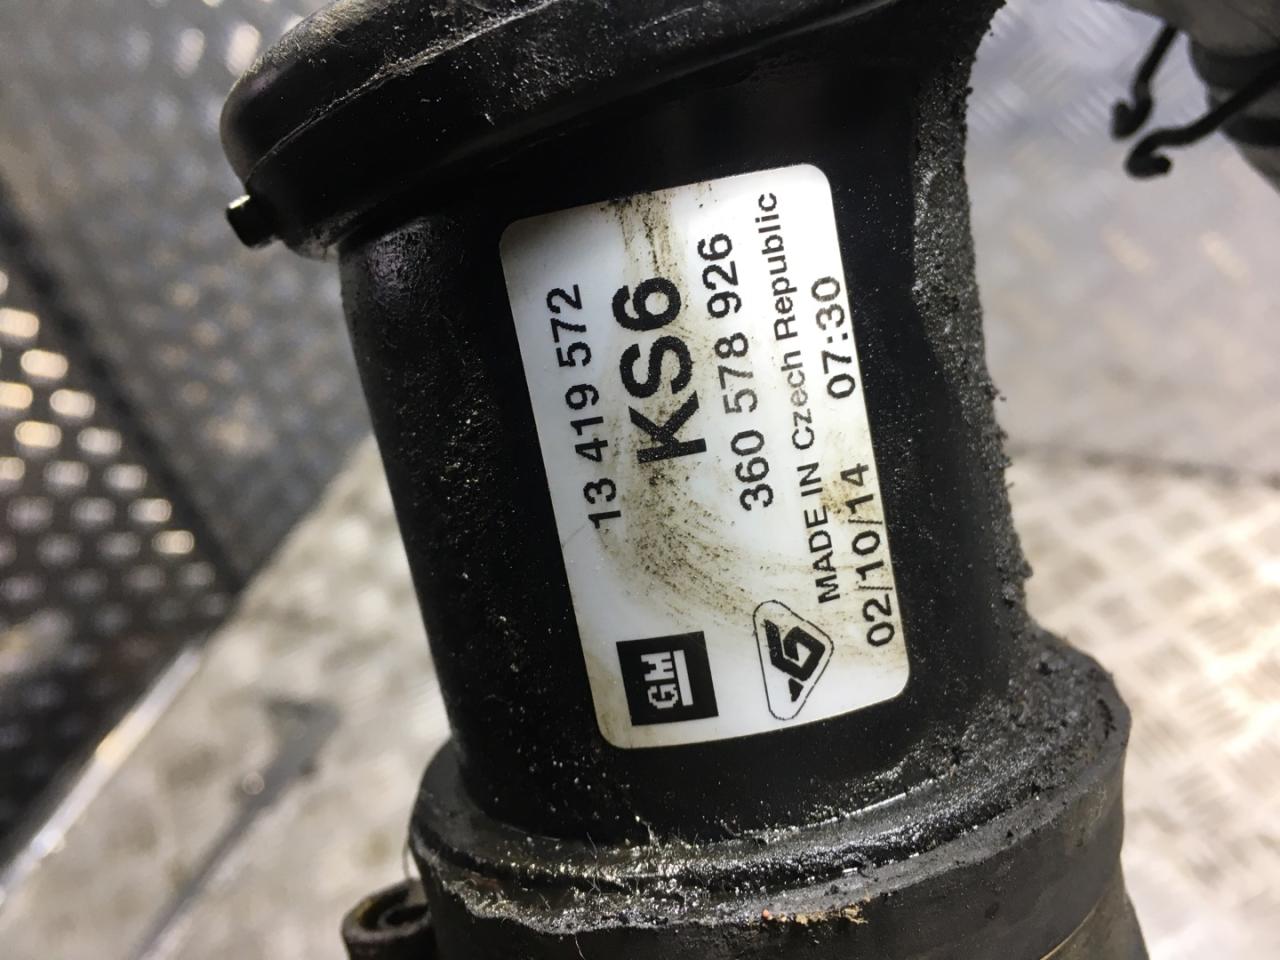 13 419 572
KS6
360 578 926
MADE IN Czech Republic
02/10/14 07:30
GM
G